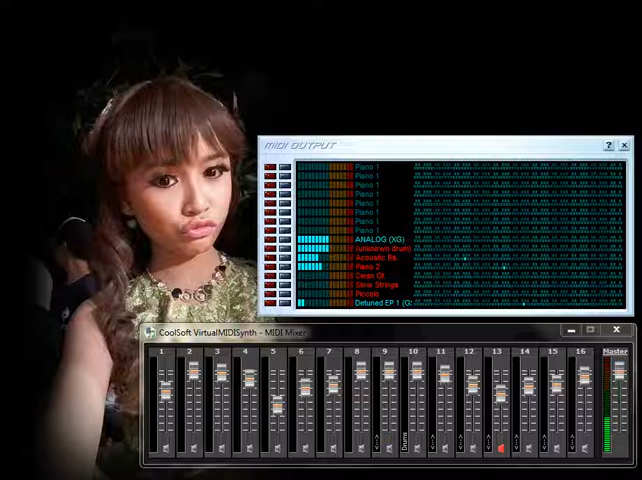 MIDI OUTPUT
Piano 1
Piano 1
Piano 1
Piano 1
Piano 1
Piano 1
Piano 1
Piano 1
ANALOG (XG)
(unknown drum)
Acoustic Bs
Piano 2
Clean Gt
Slow Strings
Piccolo
Detuned EP 1 (G:
CoolSoft VirtualMIDISynth - MIDI Mixer
1 2 3 4 5 6 7 8 9 10 11 12 13 14 15 16 Master
Drums